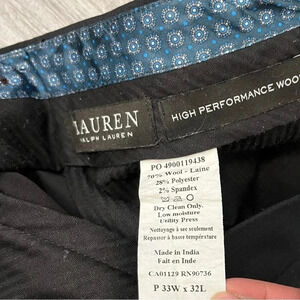 LAUREN
RALPH LAUREN
HIGH PERFORMANCE WOO
PO 4900119438
70% Wool - Laine
28% Polyester
2% Spandex
Dry Clean Only.
Low moisture
Utility Press
Nettoyage à sec seulement
Repasser à basse température
Made in India
Fait en Inde
CA01129 RN90736
P 33W x 32L